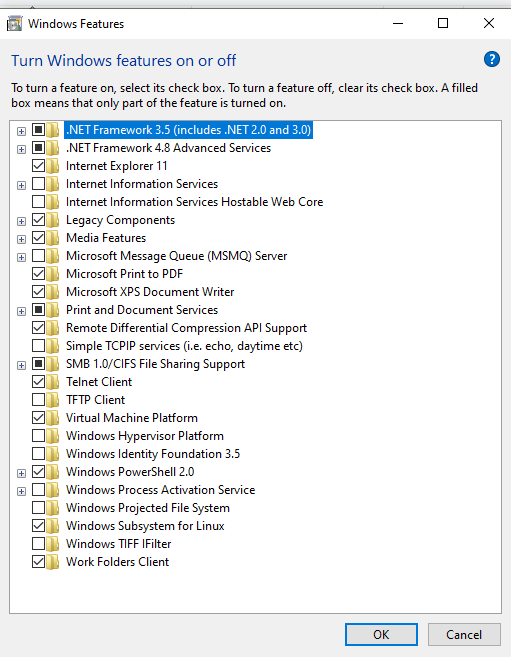 Windows Features
Turn Windows features on or off
To turn a feature on, select its check box. To turn a feature off, clear its check box. A filled
box means that only part of the feature is turned on.
.NET Framework 3.5 (includes .NET 2.0 and 3.0)
.NET Framework 4.8 Advanced Services
Internet Explorer 11
Internet Information Services
Internet Information Services Hostable Web Core
Legacy Components
Media Features
Microsoft Message Queue (MSMQ) Server
Microsoft Print to PDF
Microsoft XPS Document Writer
Print and Document Services
Remote Differential Compression API Support
Simple TCPIP services (i.e. echo, daytime etc)
SMB 1.0/CIFS File Sharing Support
Telnet Client
TFTP Client
Virtual Machine Platform
Windows Hypervisor Platform
Windows Identity Foundation 3.5
Windows PowerShell 2.0
Windows Process Activation Service
Windows Projected File System
Windows Subsystem for Linux
Windows TIFF IFilter
Work Folders Client
OK
Cancel